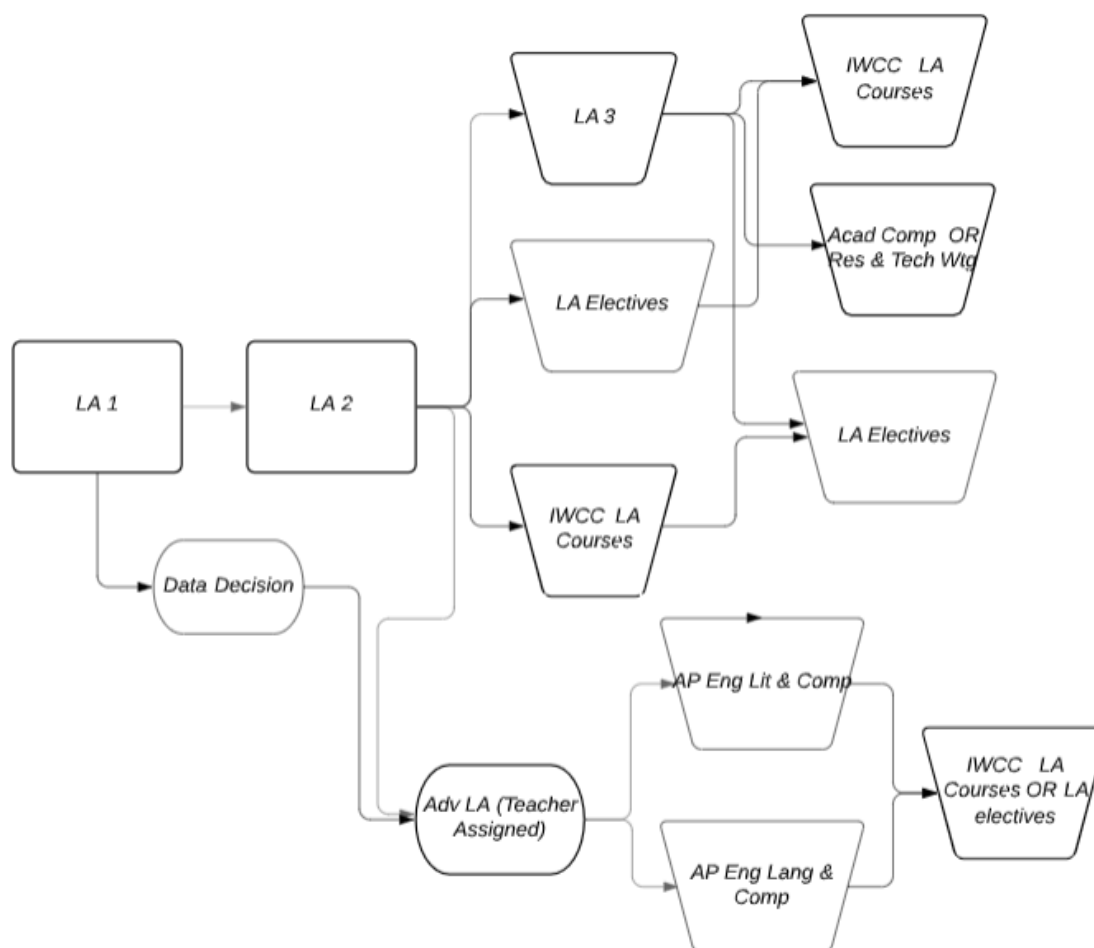 IWCC LA
Courses
LA 3
Acad Comp OR
Res & Tech Wtg
LA Electives
LA 1
LA 2
LA Electives
IWCC LA
Courses
Data Decision
AP Eng Lit & Comp
IWCC LA
Courses OR LA
electives
Adv LA (Teacher
Assigned)
AP Eng Lang &
Comp